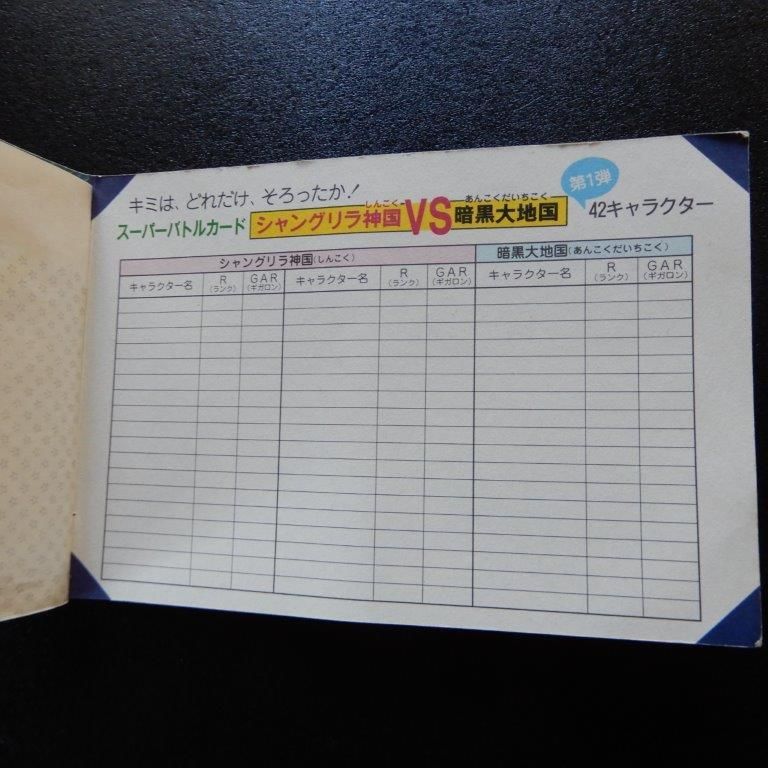 キミは、どれだけ、そろったか!
スーパーバトルカード シャングリラ神国VS暗黒大地国 第1弾 42キャラクター
しんこく あんこくだいちこく
シャングリラ神国(しんこく) 暗黒大地国(あんこくだいちこく)
キャラクター名 R(ランク) GAR(ギガロン) キャラクター名 R(ランク) GAR(ギガロン) キャラクター名 R(ランク) GAR(ギガロン)